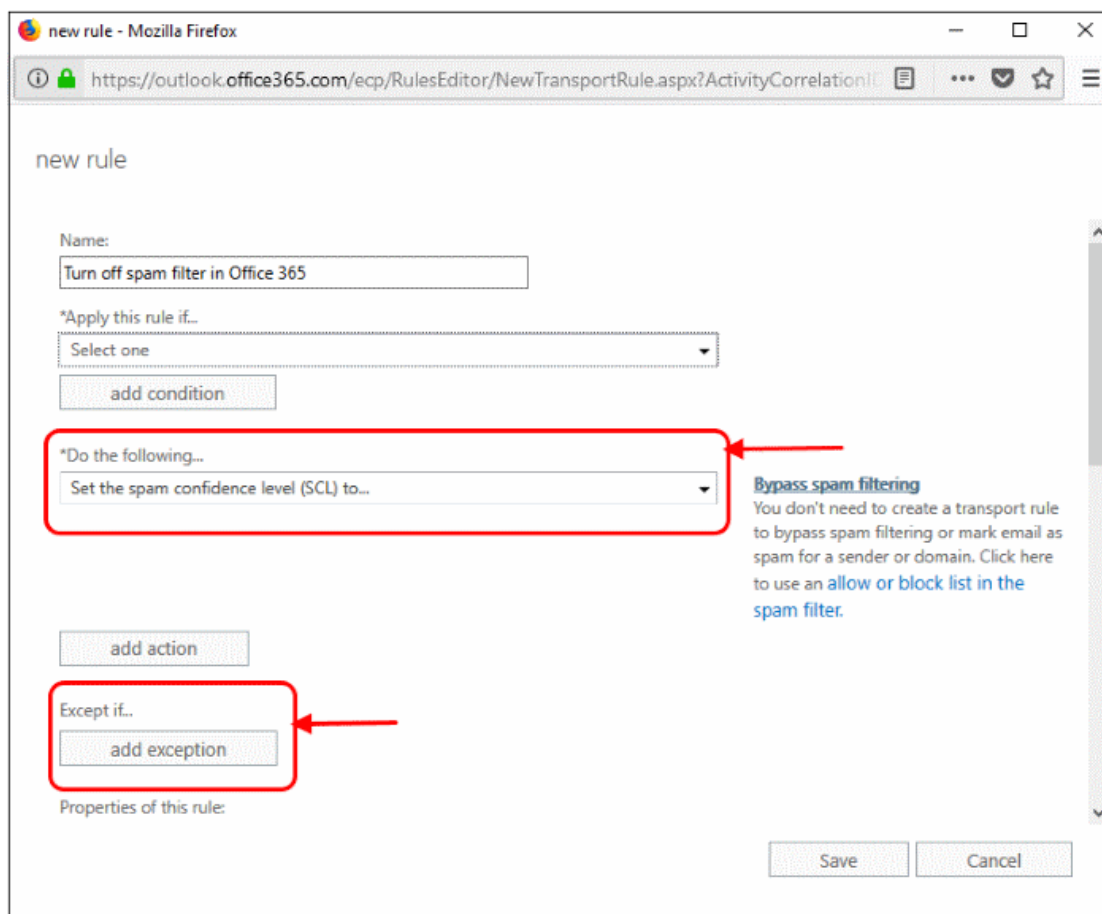 new rule - Mozilla Firefox
https://outlook.office365.com/ecp/RulesEditor/NewTransportRule.aspx?ActivityCorrelationI
new rule
Name:
Turn off spam filter in Office 365
*Apply this rule if...
Select one
add condition
*Do the following...
Set the spam confidence level (SCL) to...
Bypass spam filtering
You don't need to create a transport rule
to bypass spam filtering or mark email as
spam for a sender or domain. Click here
to use an allow or block list in the
spam filter.
add action
Except if...
add exception
Properties of this rule:
Save
Cancel